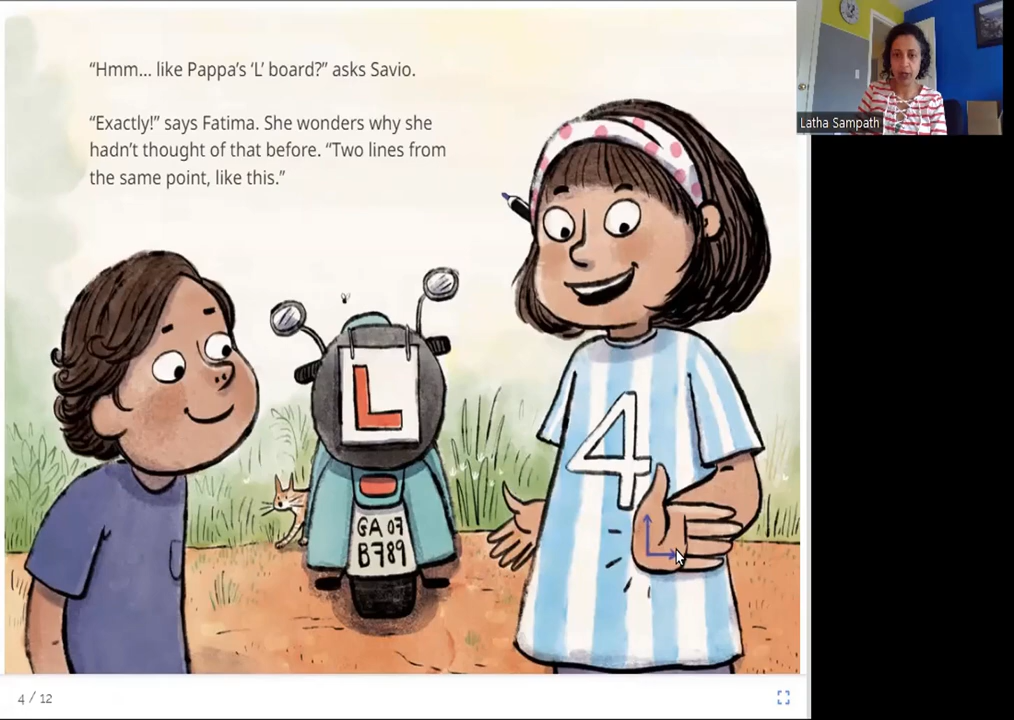 “Hmm... like Pappa’s ‘L’ board?” asks Savio.
“Exactly!” says Fatima. She wonders why she
hadn’t thought of that before. “Two lines from
the same point, like this.”
Latha Sampath
L
4
GA 07
B789
4 / 12